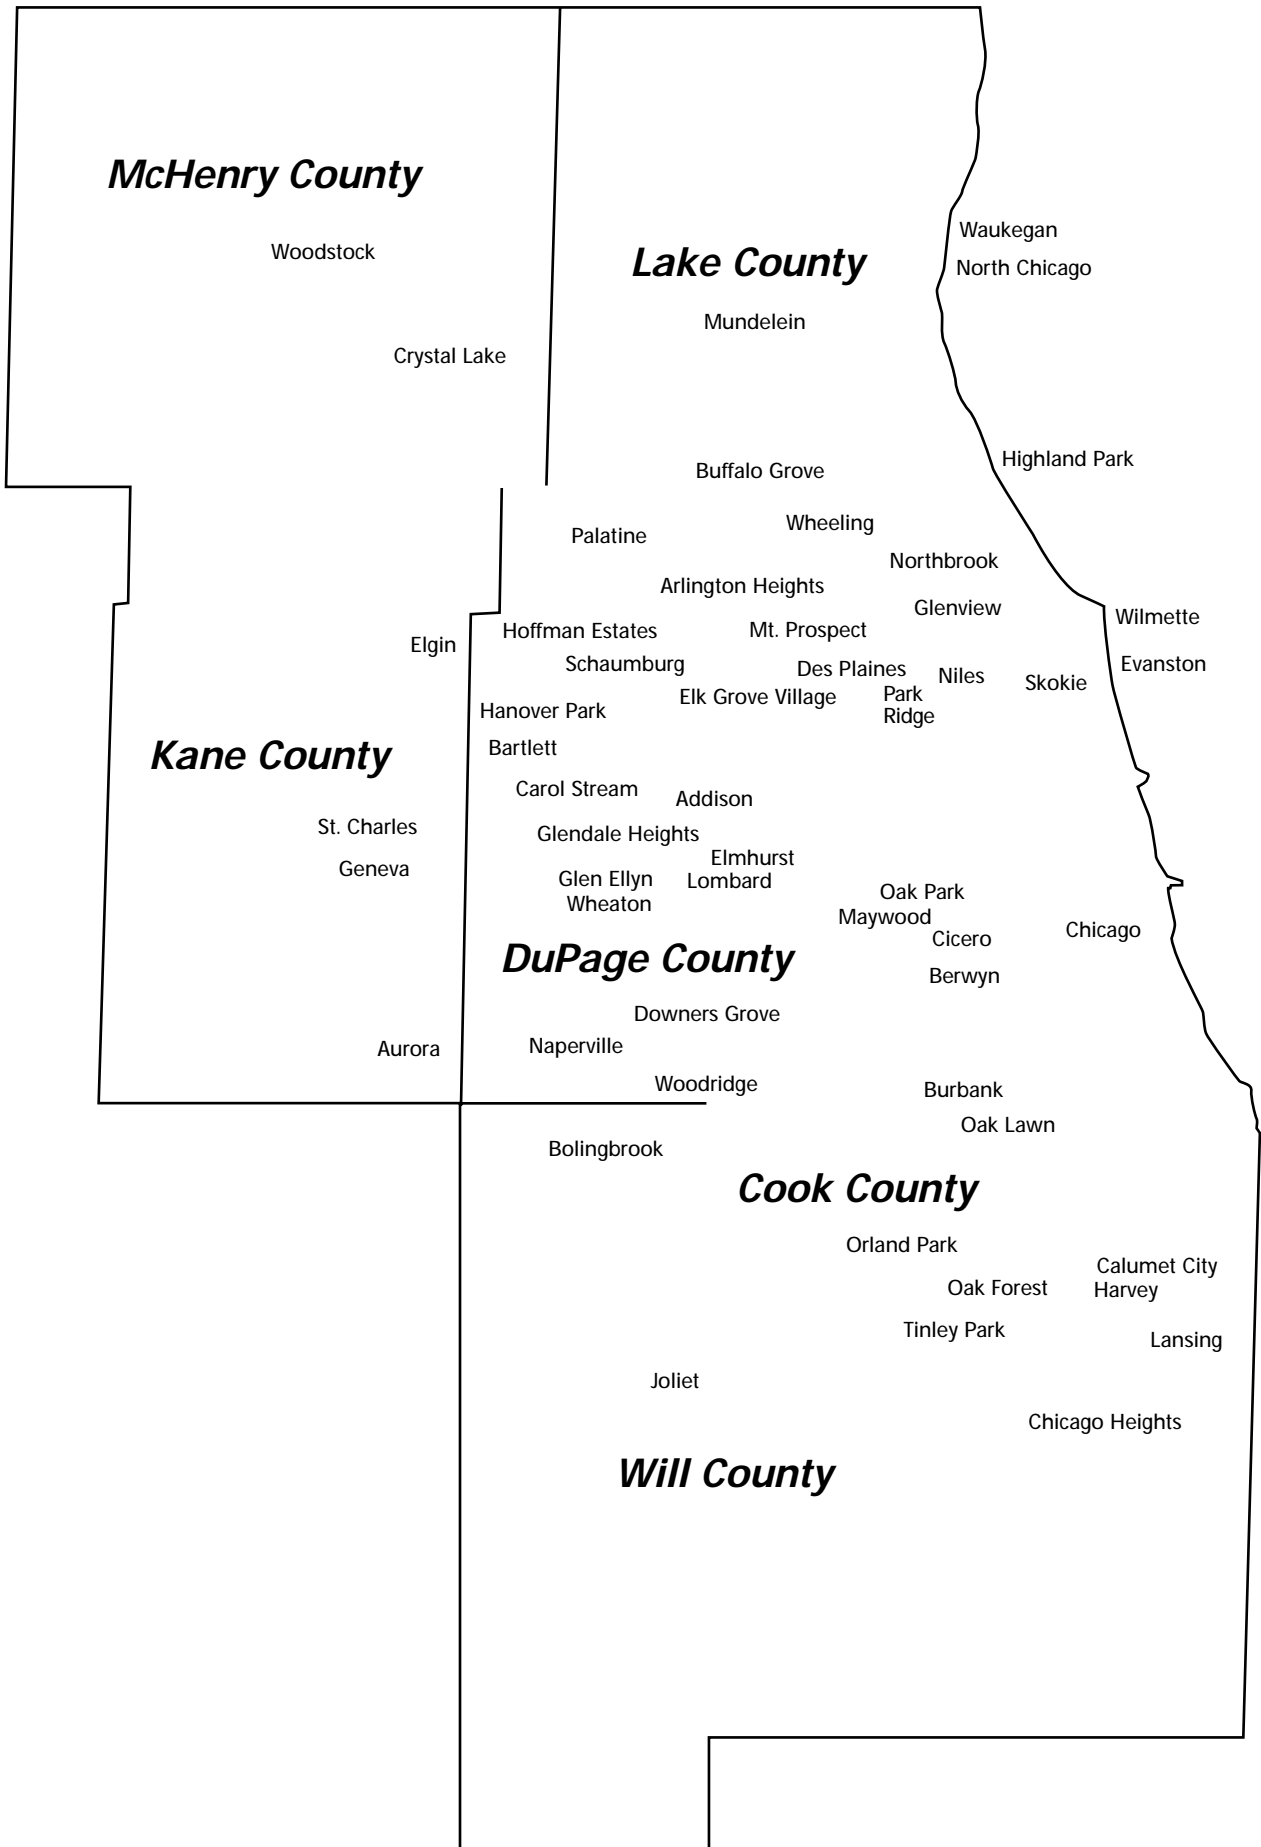 McHenry County
Waukegan
Woodstock
Lake County
North Chicago
Mundelein
Crystal Lake
Highland Park
Buffalo Grove
Wheeling
Palatine
Northbrook
Arlington Heights
Glenview
Wilmette
Hoffman Estates
Mt. Prospect
Elgin
Schaumburg
Evanston
Des Plaines
Niles
Skokie
Elk Grove Village
Park
Ridge
Hanover Park
Bartlett
Kane County
Carol Stream
Addison
St. Charles
Glendale Heights
Elmhurst
Geneva
Glen Ellyn
Lombard
Oak Park
Wheaton
Maywood
Chicago
Cicero
DuPage County
Berwyn
Downers Grove
Naperville
Aurora
Woodridge
Burbank
Oak Lawn
Bolingbrook
Cook County
Orland Park
Calumet City
Oak Forest
Harvey
Tinley Park
Lansing
Joliet
Chicago Heights
Will County